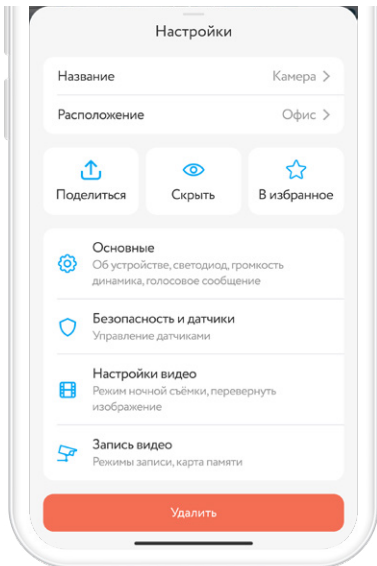 Настройки
Название Камера
Расположение Офис
Поделиться Скрыть В избранное
Основные
Об устройстве, светодиод, громкость
динамика, голосовое сообщение
Безопасность и датчики
Управление датчиками
Настройки видео
Режим ночной съёмки, перевернуть
изображение
Запись видео
Режимы записи, карта памяти
Удалить